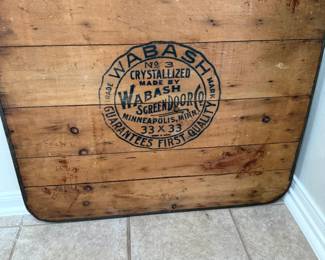 WABASH
TRADE MARK
No 3
CRYSTALLIZED
MADE BY
WABASH
SCREEN DOOR Co
MINNEAPOLIS, MINN.
33 X 33
GUARANTEES FIRST QUALITY